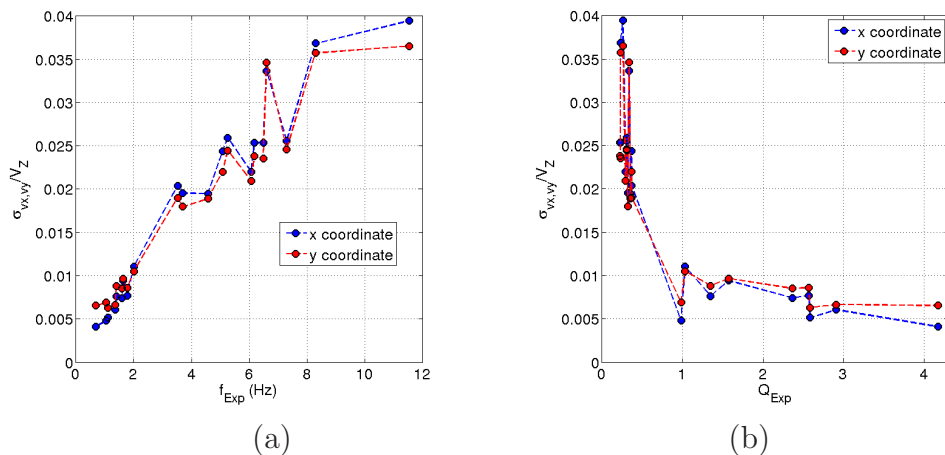 0.04
0.035
0.03
0.025
0.02
0.015
0.01
0.005
0
σvx,vy/VZ
0 2 4 6 8 10 12
fExp (Hz)
x coordinate
y coordinate
(a)
0.04
0.035
0.03
0.025
0.02
0.015
0.01
0.005
0
σvx,vy/VZ
0 1 2 3 4
QExp
x coordinate
y coordinate
(b)